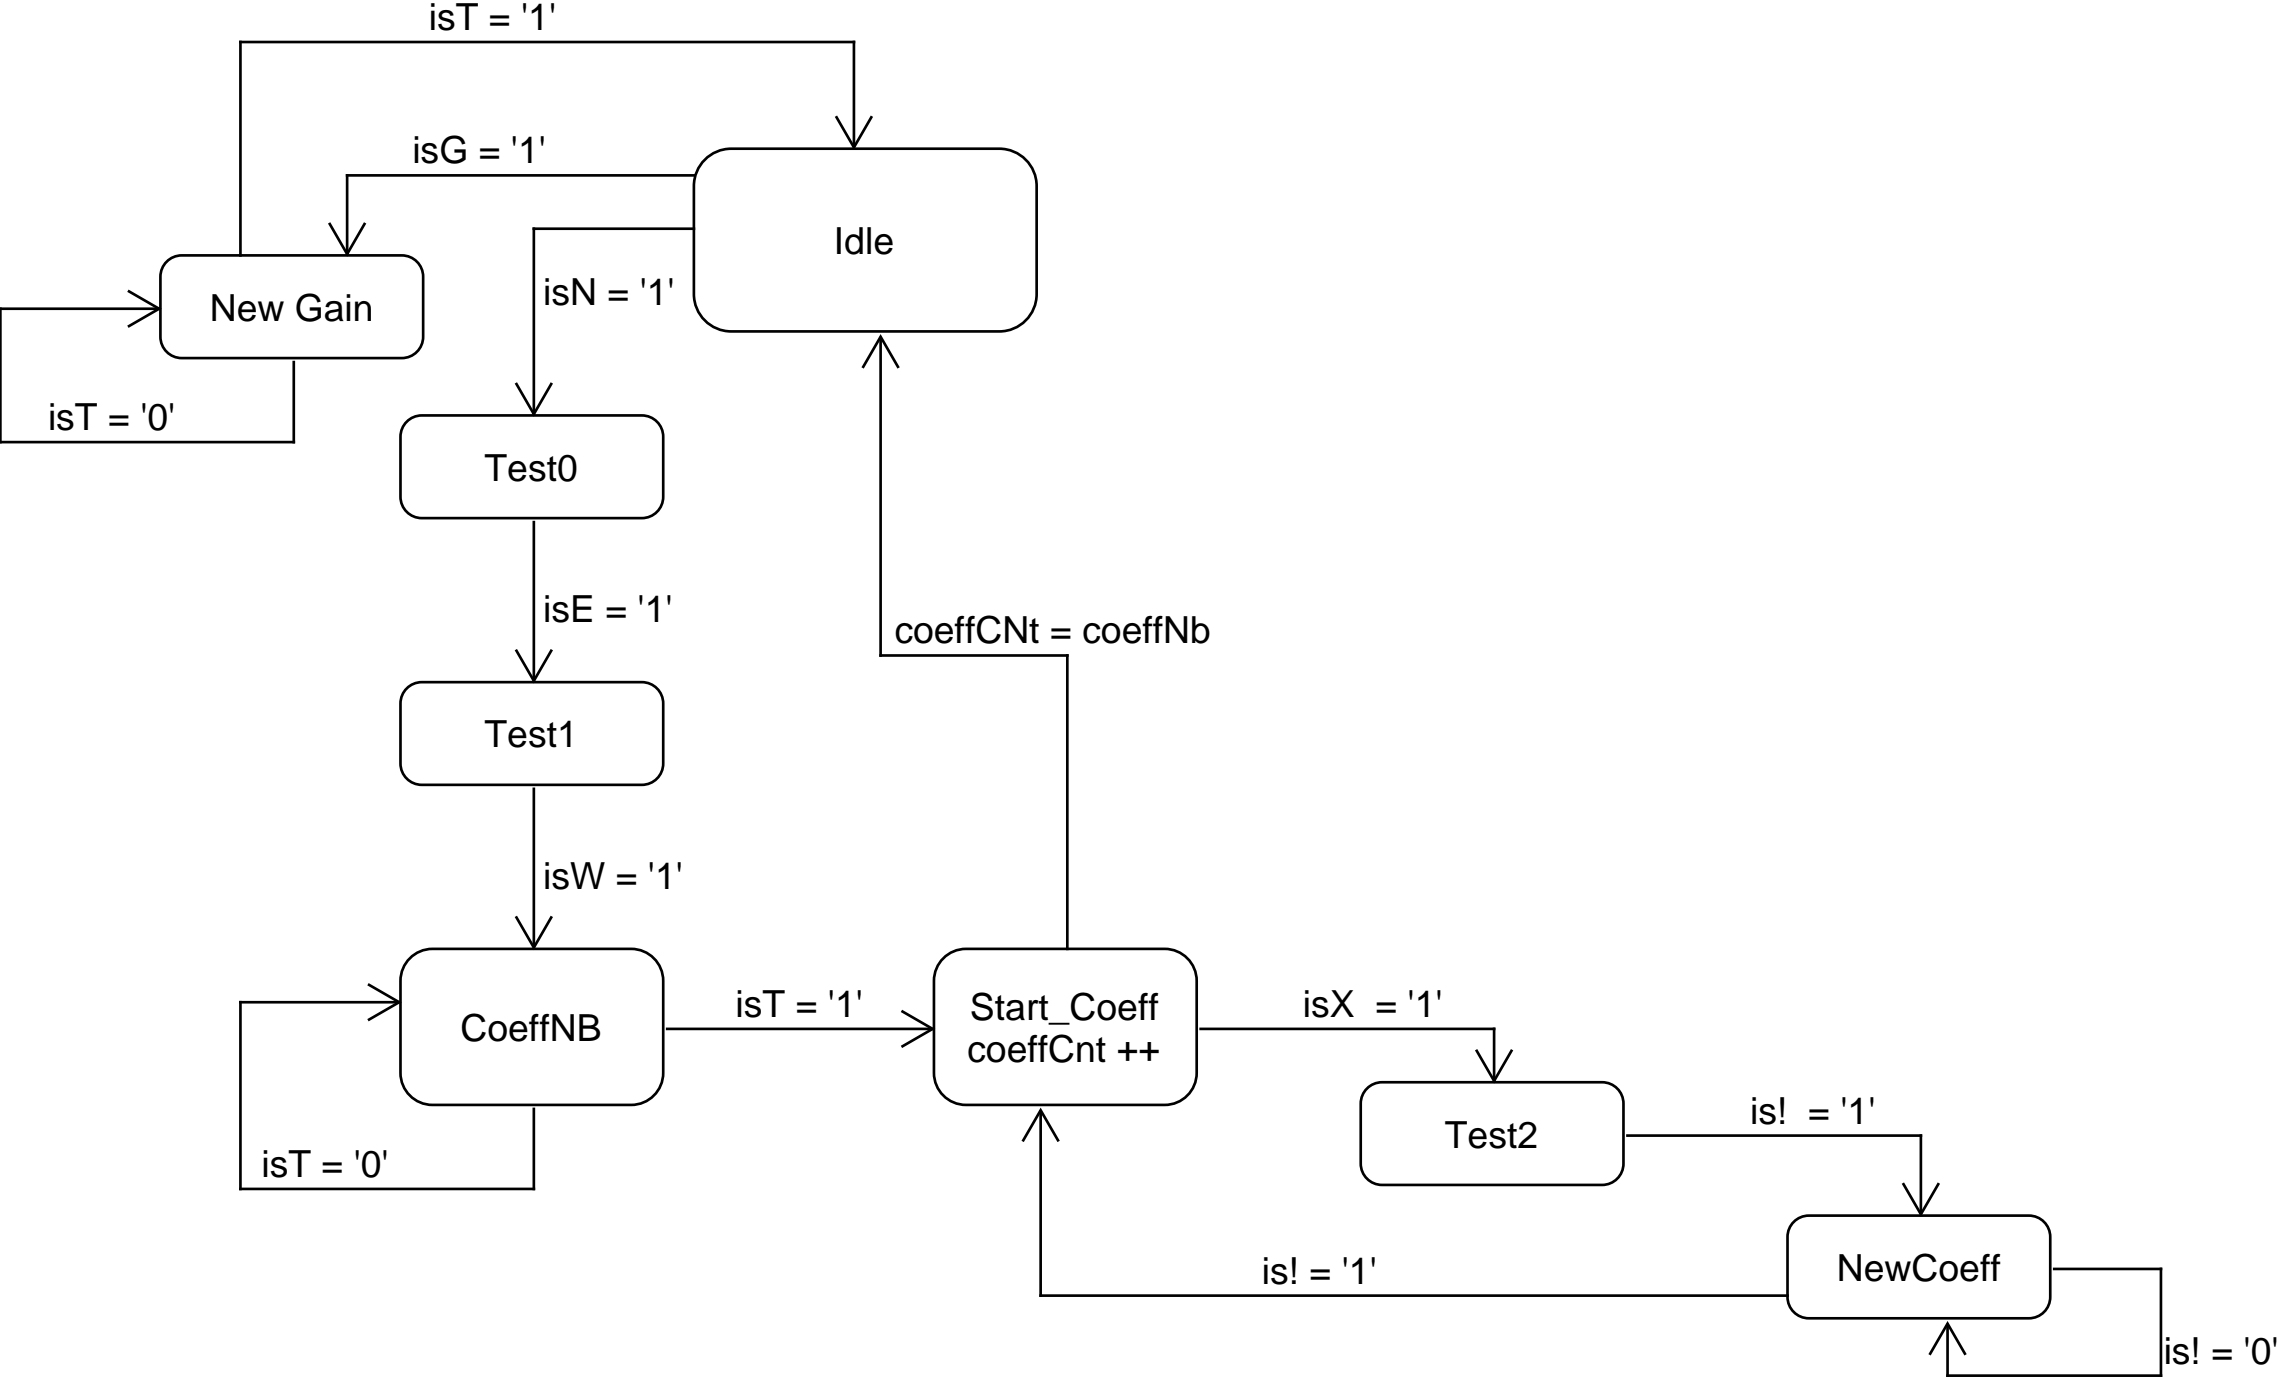 isT = '1'
isG = '1'
Idle
isN = '1'
New Gain
isT = '0'
Test0
isE = '1'
coeffCNt = coeffNb
Test1
isW = '1'
CoeffNB
isT = '1'
Start_Coeff
coeffCnt ++
isX  = '1'
Test2
is!  = '1'
isT = '0'
NewCoeff
is! = '1'
is! = '0'